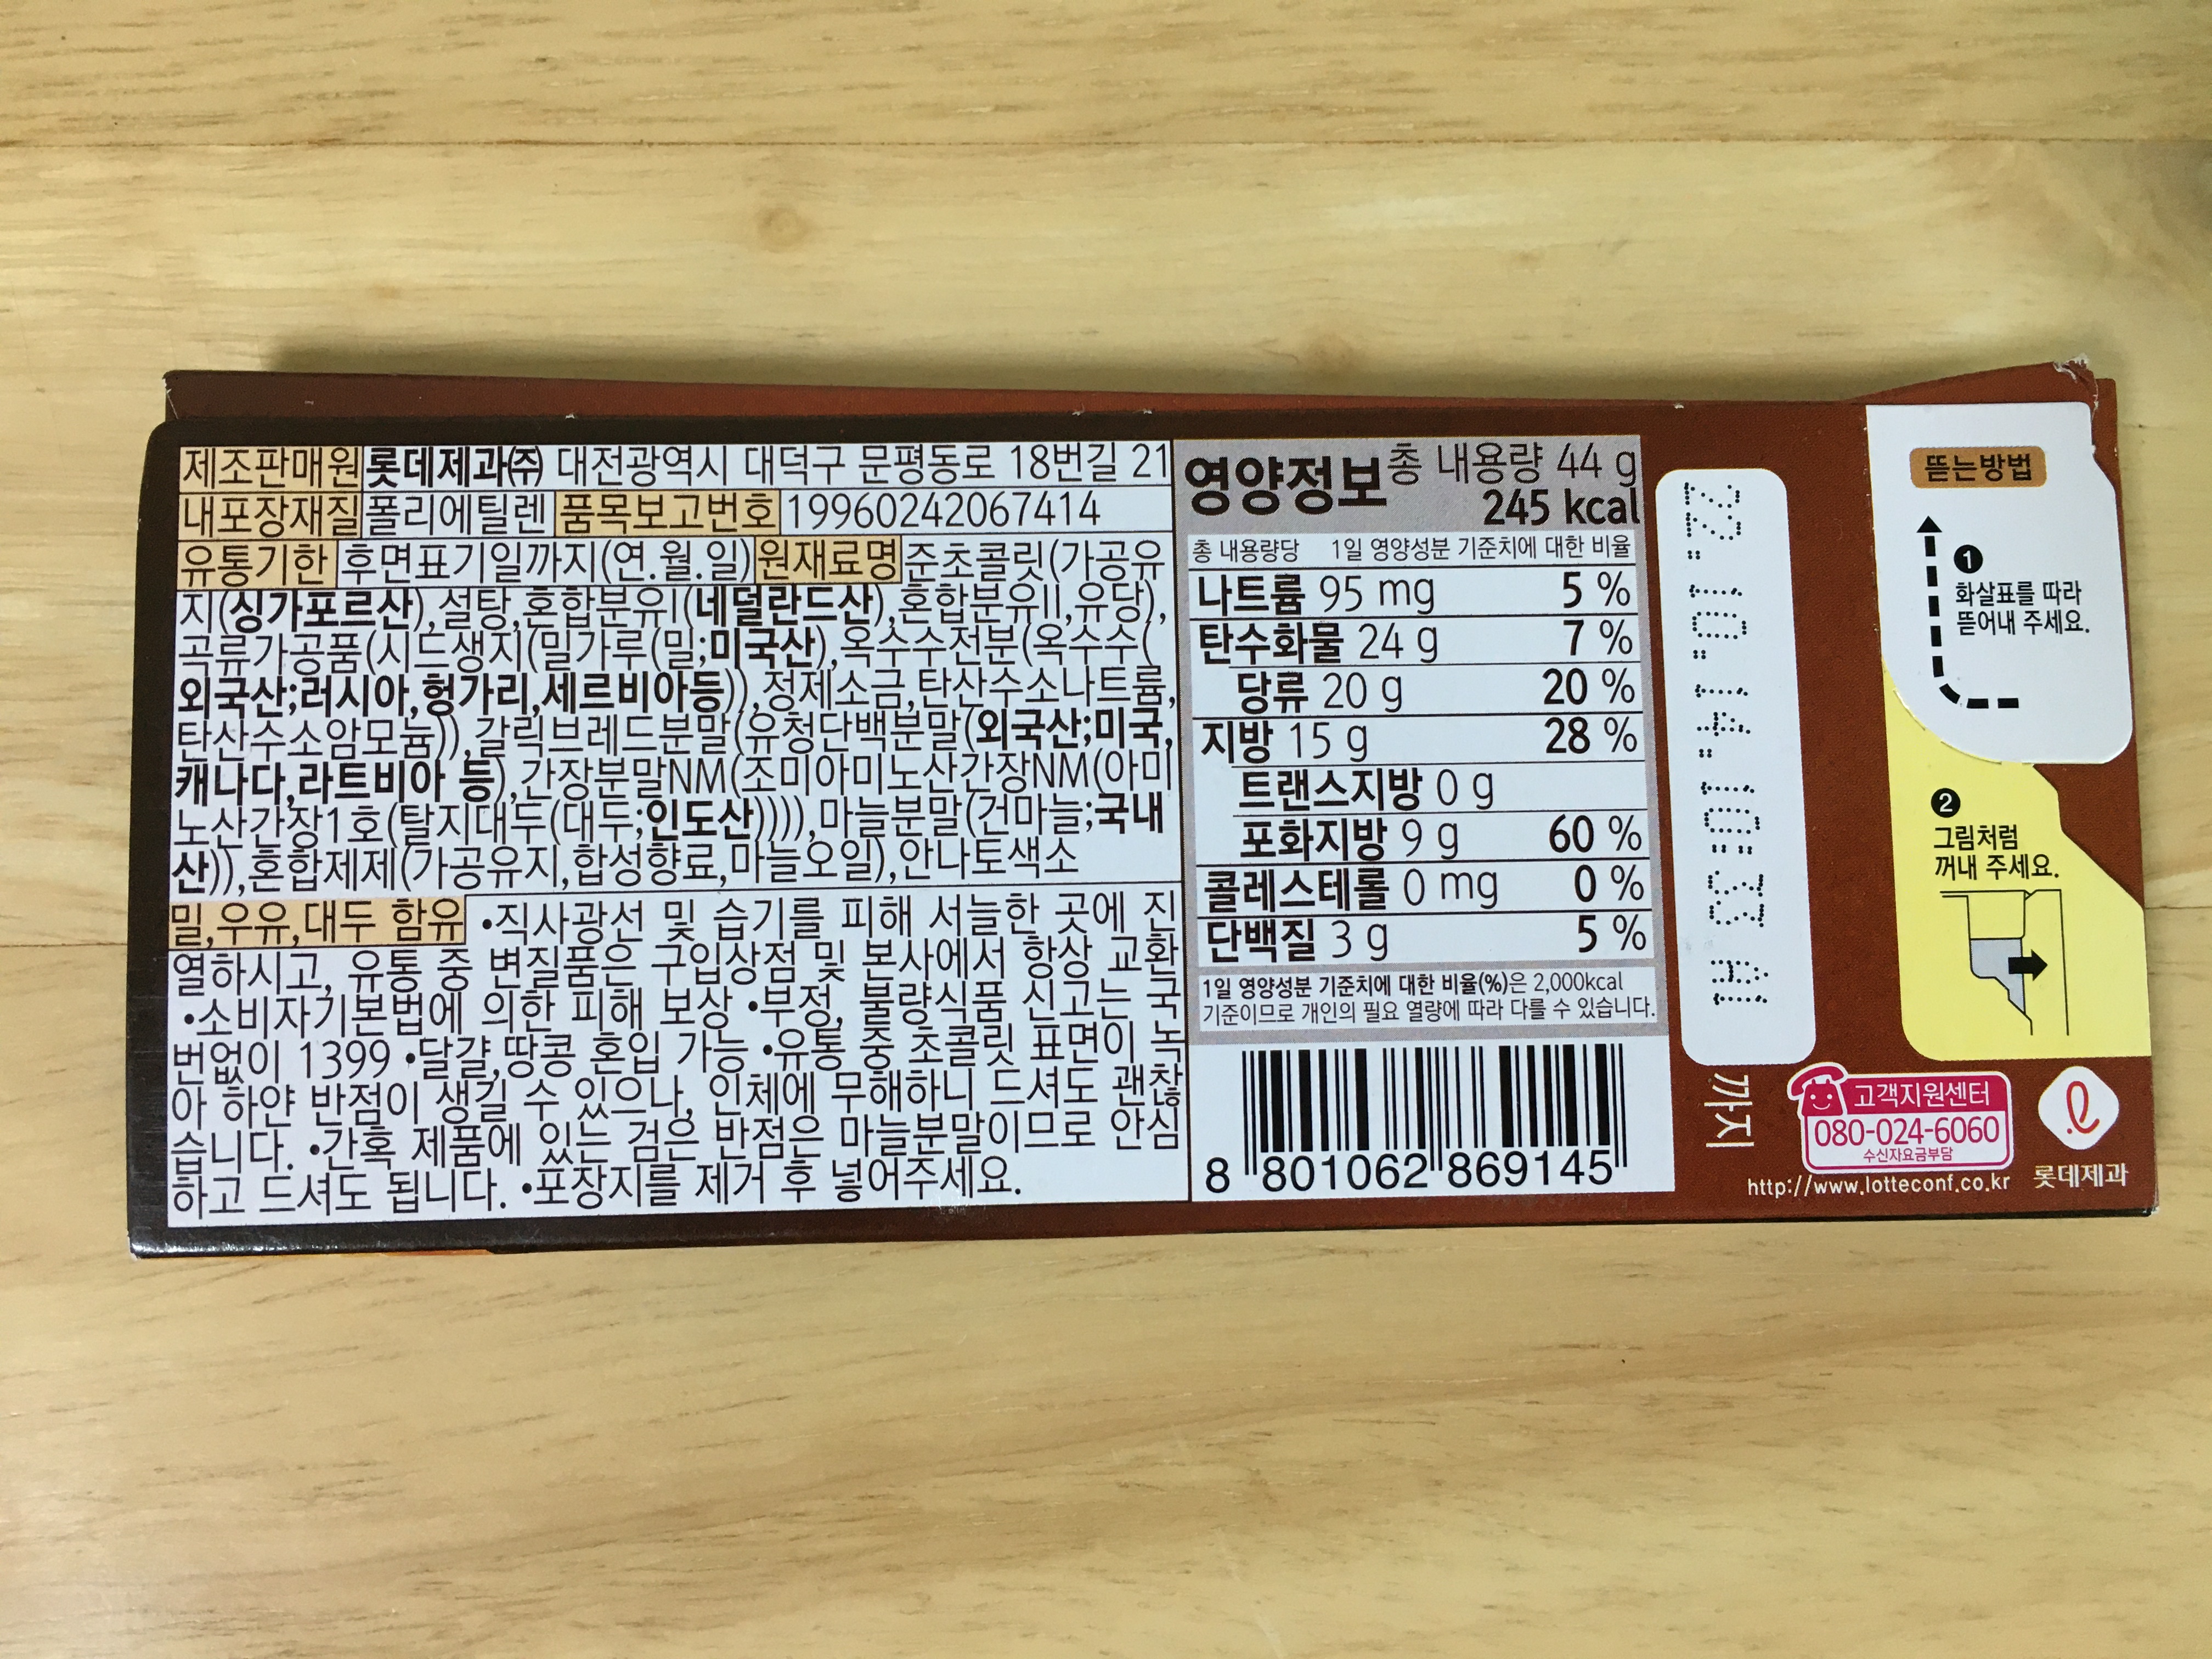 제조판매원 롯데제과㈜ 대전광역시 대덕구 문평동로 18번길 21
내포장재질 폴리에틸렌 품목보고번호 19960242067414
유통기한 후면표기일까지(연.월.일) 원재료명 준초콜릿(가공유
지(싱가포르산),설탕,혼합분유Ⅰ(네덜란드산),혼합분유Ⅱ,유당),
곡류가공품(시드생지(밀가루(밀;미국산),옥수수전분(옥수수(
외국산;러시아,헝가리,세르비아등)),정제소금,탄산수소나트륨,
탄산수소암모늄)),갈릭브레드분말(유청단백분말(외국산;미국,
캐나다,라트비아 등),간장분말NM(조미아미노산간장NM(아미
노산간장1호(탈지대두(대두;인도산)))),마늘분말(건마늘;국내
산)),혼합제제(가공유지,합성향료,마늘오일),안나토색소
밀,우유,대두 함유 •직사광선 및 습기를 피해 서늘한 곳에 진
열하시고, 유통 중 변질품은 구입상점 및 본사에서 항상 교환
•소비자기본법에 의한 피해 보상 •부정, 불량식품 신고는 국
번없이 1399 •달걀,땅콩 혼입 가능 •유통 중 초콜릿 표면이 녹
아 하얀 반점이 생길 수 있으나, 인체에 무해하니 드셔도 괜찮
습니다. •간혹 제품에 있는 검은 반점은 마늘분말이므로 안심
하고 드셔도 됩니다. •포장지를 제거 후 넣어주세요.
영양정보 총 내용량 44 g
245 kcal
총 내용량당 1일 영양성분 기준치에 대한 비율
나트륨 95 mg 5 %
탄수화물 24 g 7 %
당류 20 g 20 %
지방 15 g 28 %
트랜스지방 0 g
포화지방 9 g 60 %
콜레스테롤 0 mg 0 %
단백질 3 g 5 %
1일 영양성분 기준치에 대한 비율(%)은 2,000kcal
기준이므로 개인의 필요 열량에 따라 다를 수 있습니다.
8 801062 869145
까지
뜯는방법
❶
화살표를 따라
뜯어내 주세요.
❷
그림처럼
꺼내 주세요.
고객지원센터
080-024-6060
수신자요금부담
http://www.lotteconf.co.kr
롯데제과